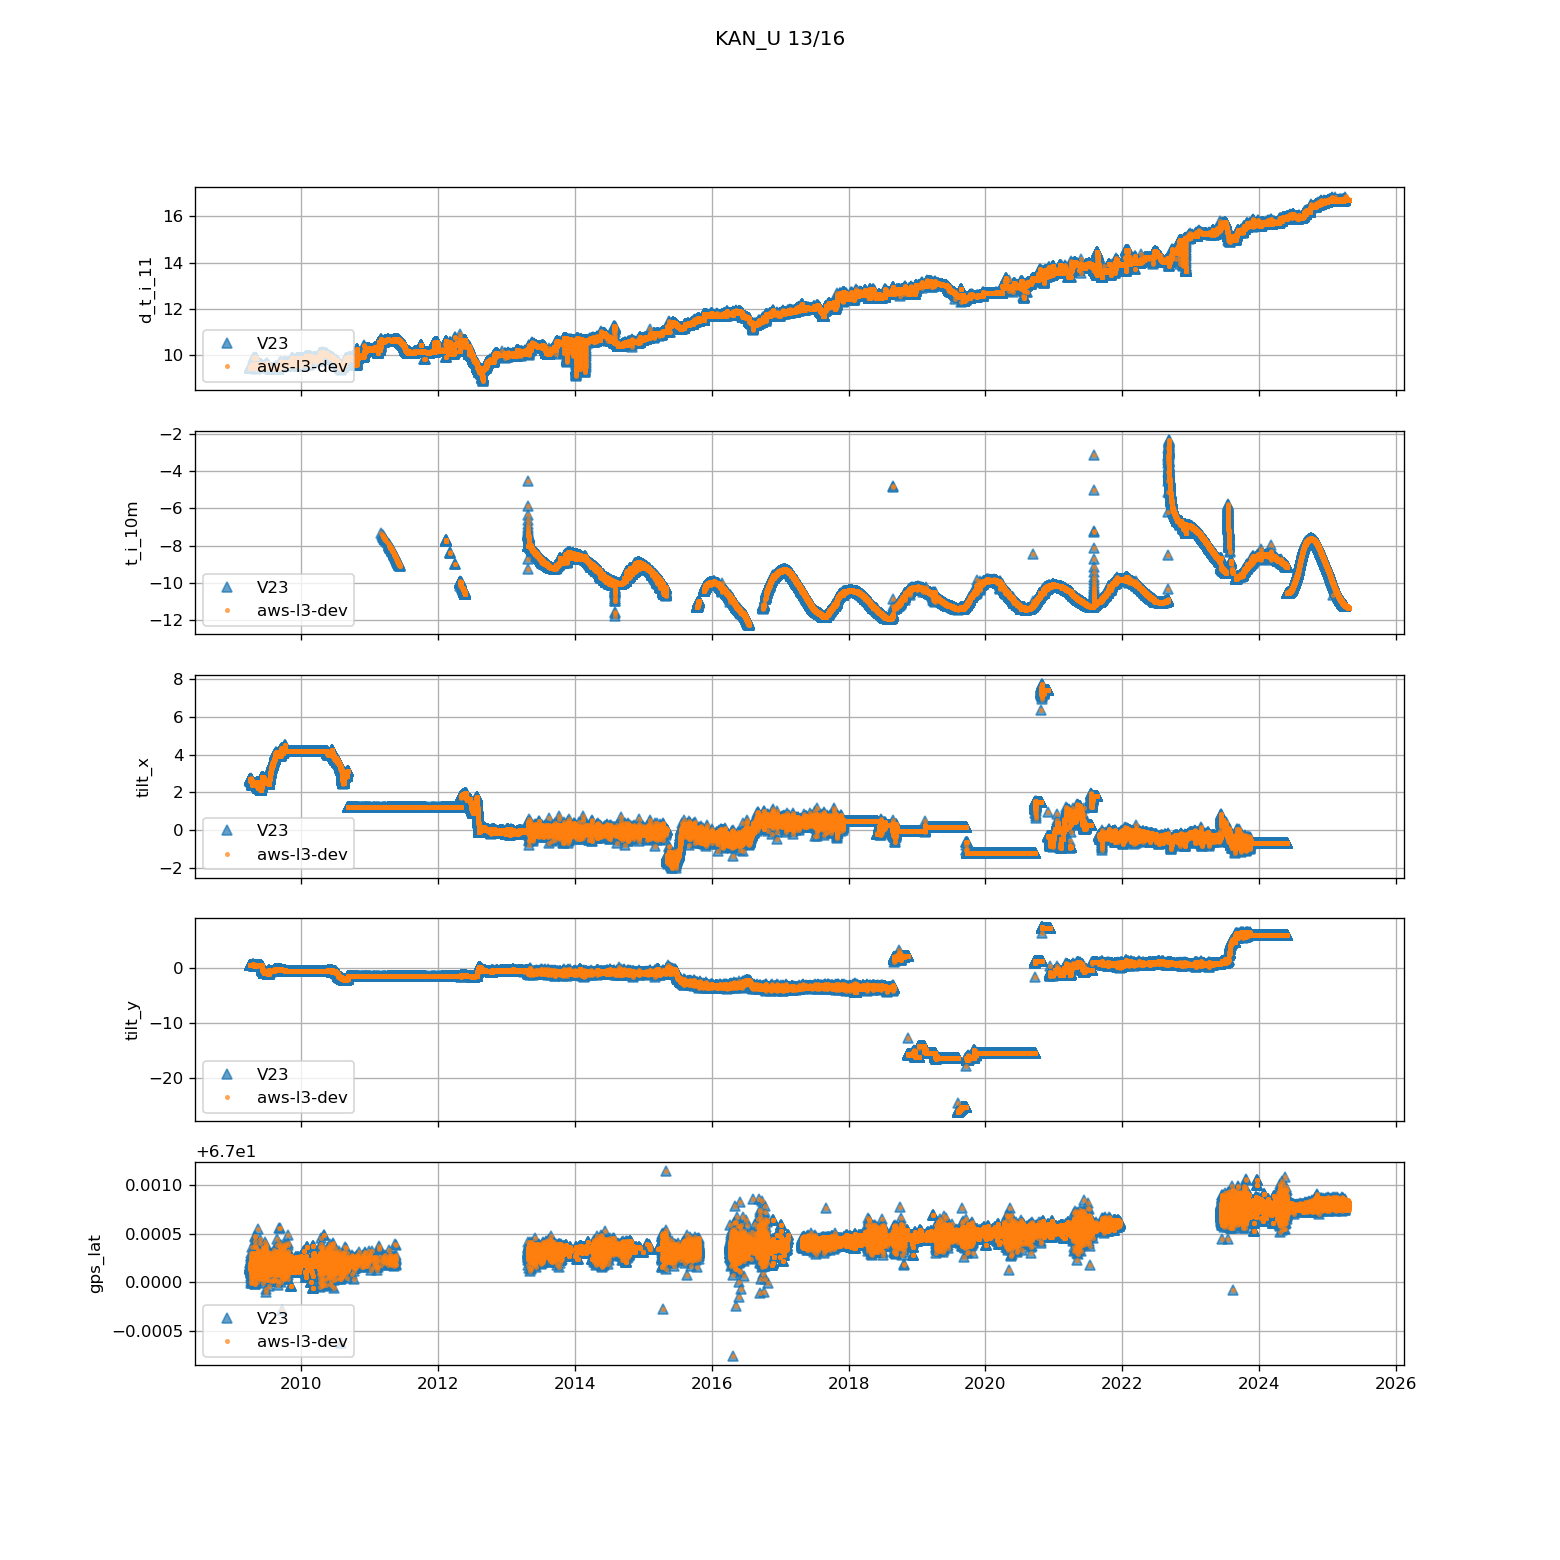 KAN_U 13/16
d_t_i_11
16
14
12
10
V23
aws-l3-dev
t_i_10m
−2
−4
−6
−8
−10
−12
V23
aws-l3-dev
tilt_x
8
6
4
2
0
−2
V23
aws-l3-dev
tilt_y
0
−10
−20
V23
aws-l3-dev
+6.7e1
gps_lat
0.0010
0.0005
0.0000
−0.0005
V23
aws-l3-dev
2010 2012 2014 2016 2018 2020 2022 2024 2026